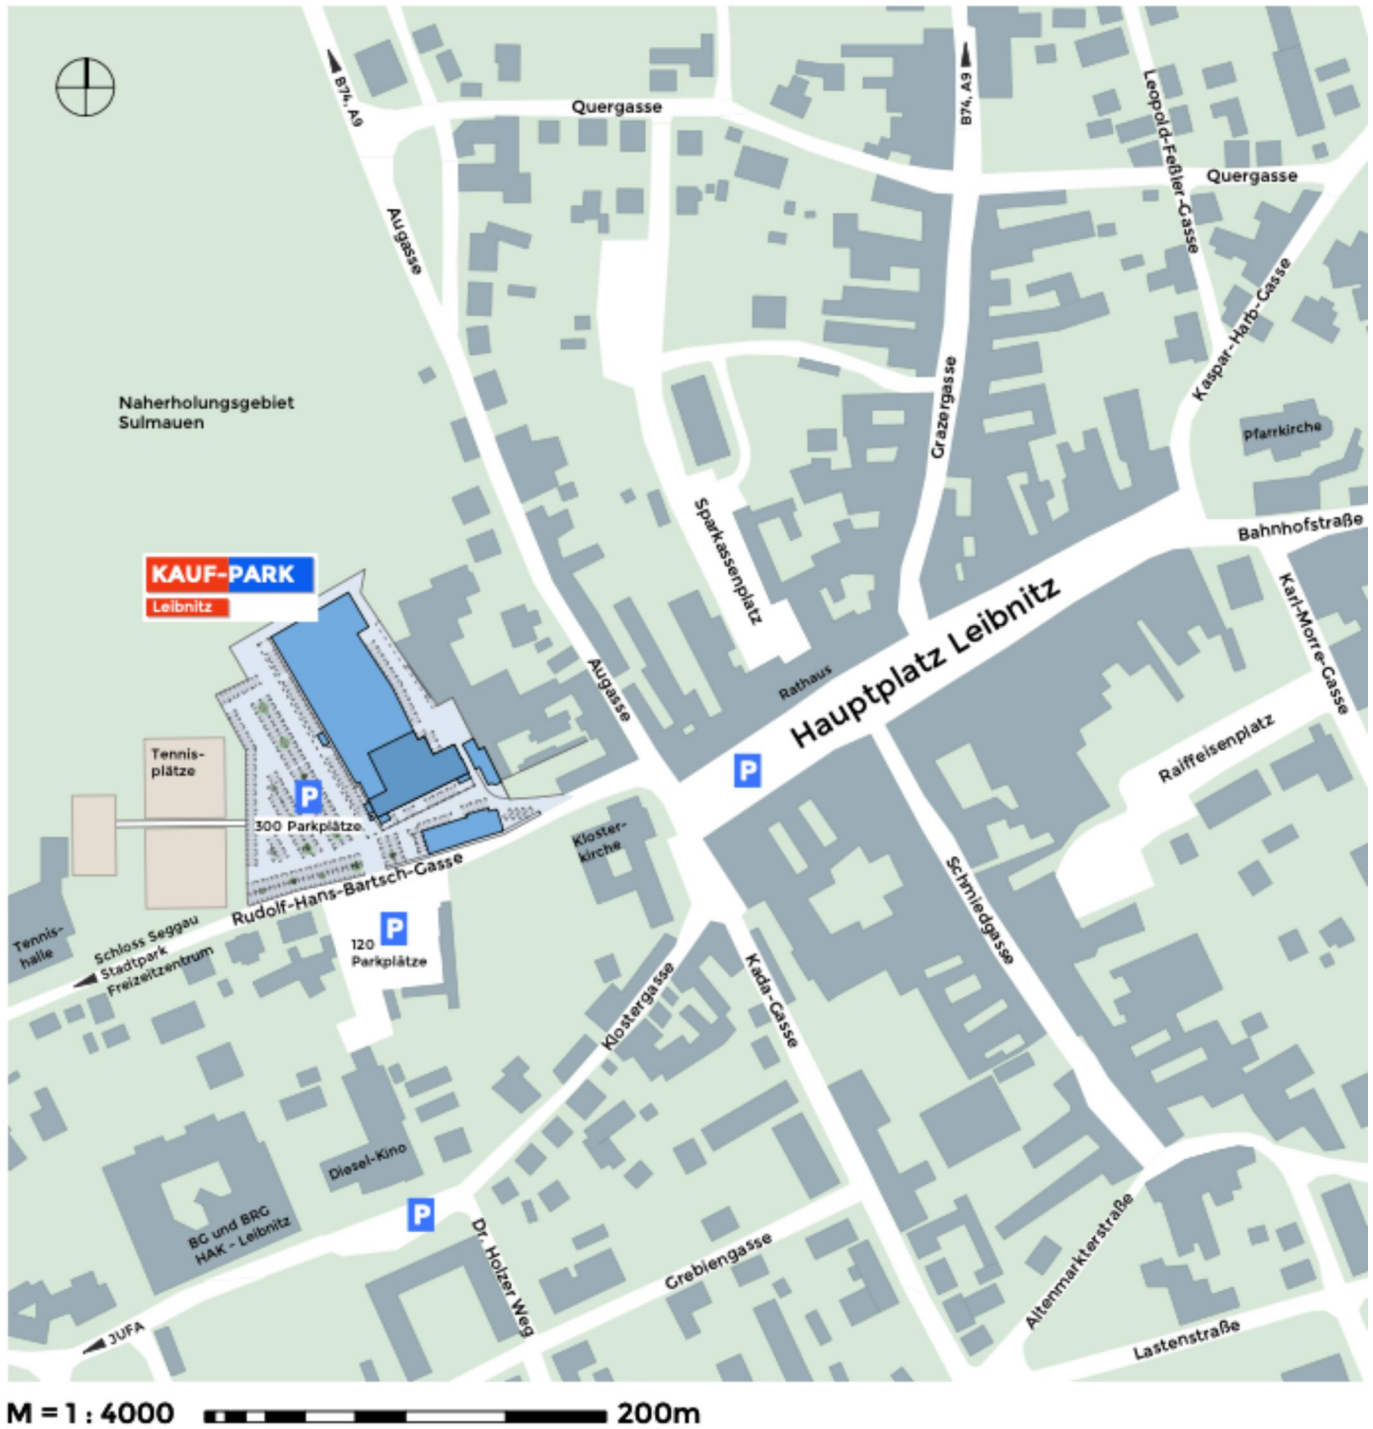 B74, A9
Quergasse
B74, A9
Leopold-Feßler-Gasse
Quergasse
Augasse
Kaspar-Harb-Gasse
Naherholungsgebiet
Sulmauen
Grazergasse
Pfarrkirche
Sparkassenplatz
Bahnhofstraße
KAUF-PARK
Leibnitz
Karl-Morre-Gasse
Augasse
Rathaus
Hauptplatz Leibnitz
Raiffeisenplatz
Tennis-
plätze
P
P
300 Parkplätze
Kloster-
kirche
Rudolf-Hans-Bartsch-Gasse
Schmiedgasse
Tennis-
halle
Schloss Seggau
Stadtpark
Freizeitzentrum
P
120
Parkplätze
Klostergasse
Kada-Gasse
Diesel-Kino
BG und BRG
HAK - Leibnitz
P
Dr. Holzer Weg
Greblengasse
Altenmarkterstraße
JUFA
Lastenstraße
M = 1 : 4000
200m